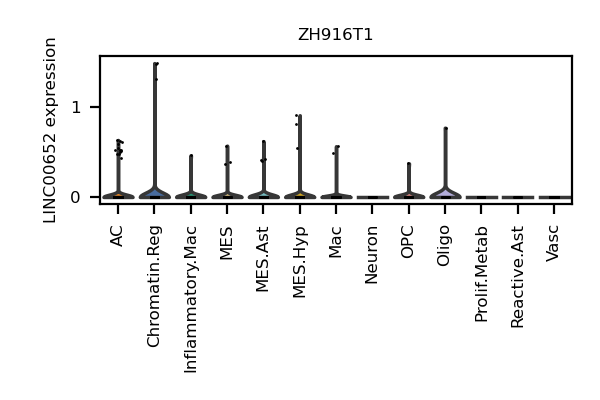 ZH916T1
LINC00652 expression
1
0
AC
Chromatin.Reg
Inflammatory.Mac
MES
MES.Ast
MES.Hyp
Mac
Neuron
OPC
Oligo
Prolif.Metab
Reactive.Ast
Vasc